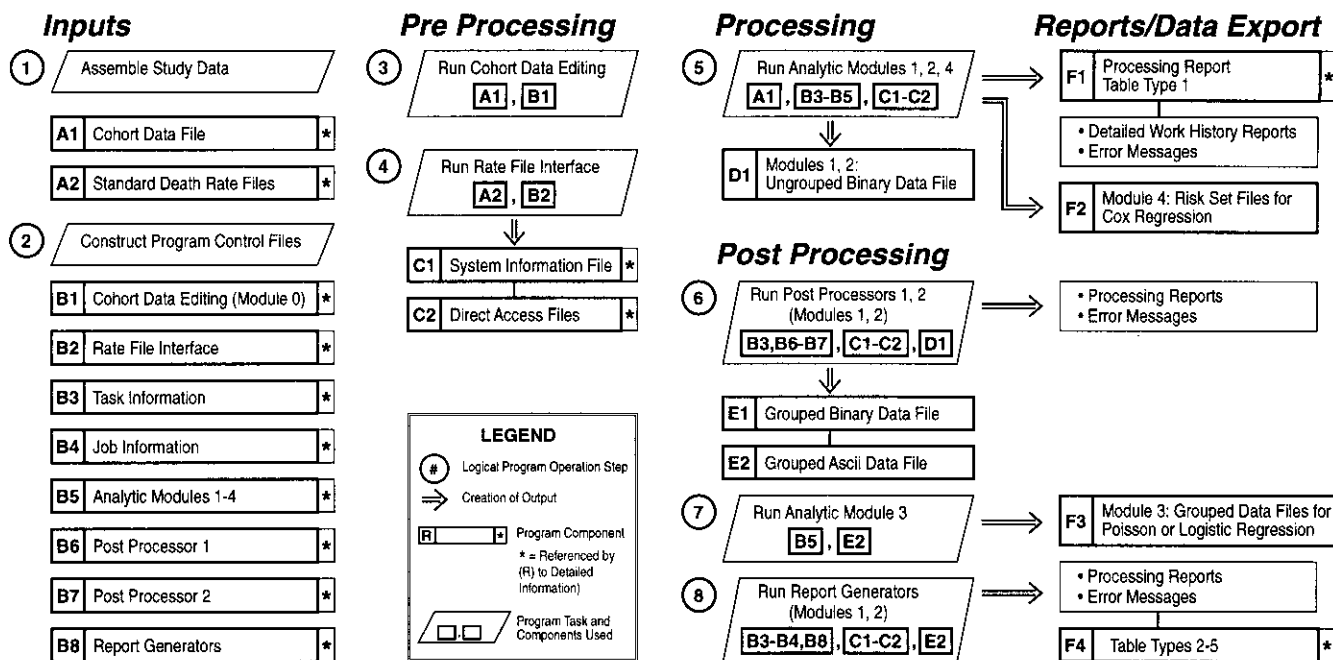 Inputs
1
Assemble Study Data
A1 Cohort Data File *
A2 Standard Death Rate Files *
2
Construct Program Control Files
B1 Cohort Data Editing (Module 0) *
B2 Rate File Interface *
B3 Task Information *
B4 Job Information *
B5 Analytic Modules 1-4 *
B6 Post Processor 1 *
B7 Post Processor 2 *
B8 Report Generators *
Pre Processing
3
Run Cohort Data Editing
A1 , B1
4
Run Rate File Interface
A2 , B2
C1 System Information File *
C2 Direct Access Files *
LEGEND
# Logical Program Operation Step
Creation of Output
R * Program Component
* = Referenced by
(R) to Detailed
Information)
Program Task and
Components Used
Processing
5
Run Analytic Modules 1, 2, 4
A1 , B3-B5 , C1-C2
D1 Modules 1, 2:
Ungrouped Binary Data File
Post Processing
6
Run Post Processors 1, 2
(Modules 1, 2)
B3,B6-B7 , C1-C2 , D1
E1 Grouped Binary Data File
E2 Grouped Ascii Data File
7
Run Analytic Module 3
B5 , E2
8
Run Report Generators
(Modules 1, 2)
B3-B4,B8 , C1-C2 , E2
Reports/Data Export
F1 Processing Report *
Table Type 1
• Detailed Work History Reports
• Error Messages
F2 Module 4: Risk Set Files for
Cox Regression
• Processing Reports
• Error Messages
F3 Module 3: Grouped Data Files for
Poisson or Logistic Regression
• Processing Reports
• Error Messages
F4 Table Types 2-5 *